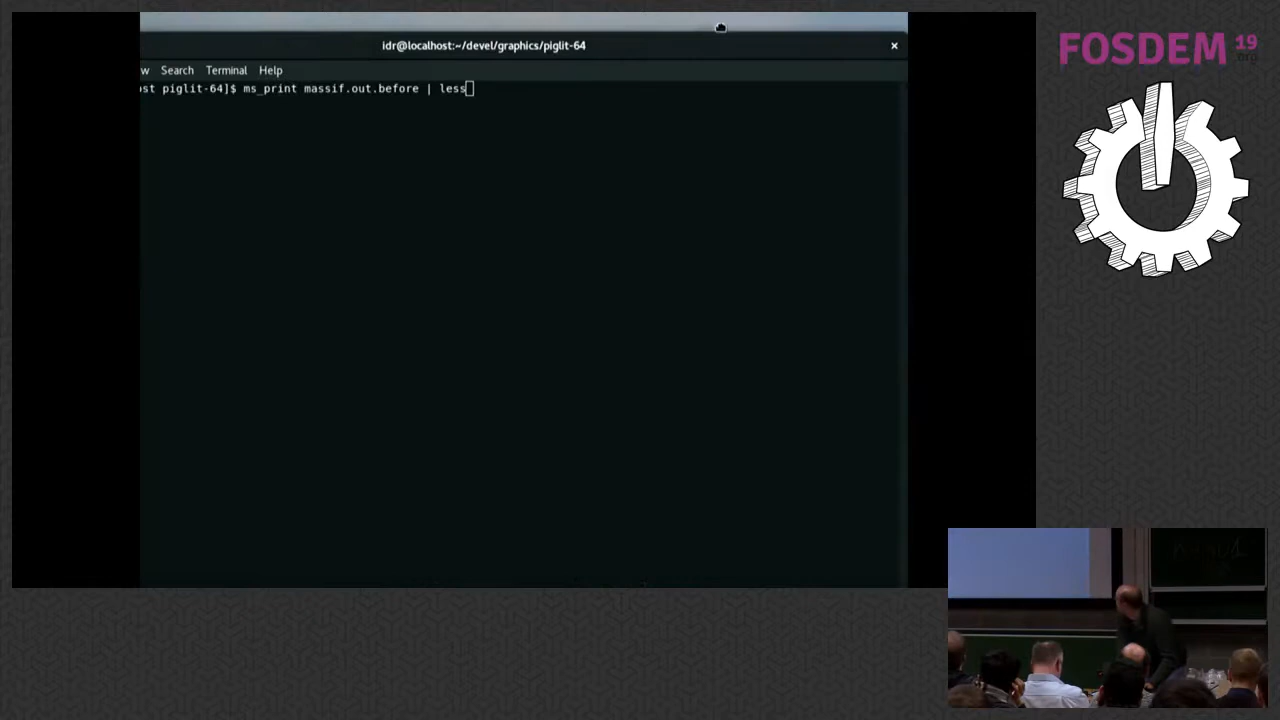 FOSDEM 19
.org
idr@localhost:~/devel/graphics/piglit-64
w Search Terminal Help
ost piglit-64]$ ms_print massif.out.before | less